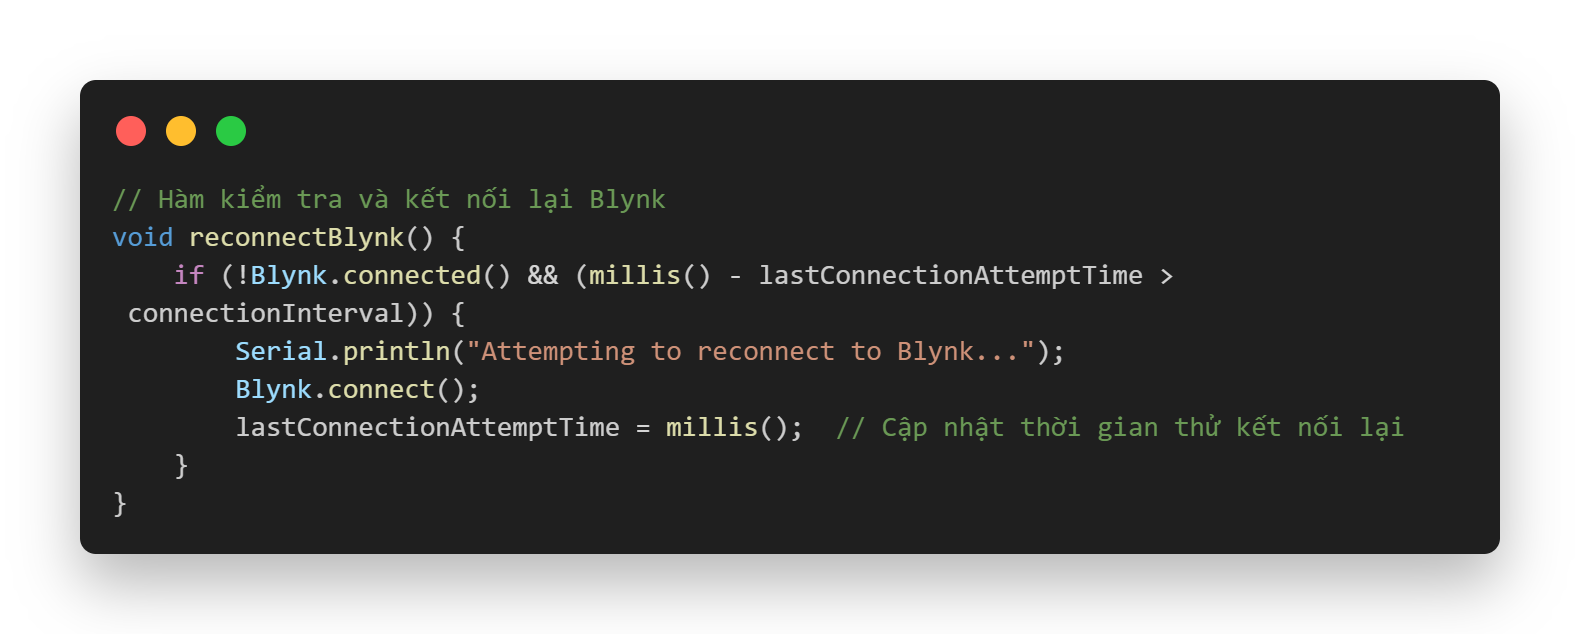 // Hàm kiểm tra và kết nối lại Blynk
void reconnectBlynk() {
    if (!Blynk.connected() && (millis() - lastConnectionAttemptTime >
 connectionInterval)) {
        Serial.println("Attempting to reconnect to Blynk...");
        Blynk.connect();
        lastConnectionAttemptTime = millis();  // Cập nhật thời gian thử kết nối lại
    }
}